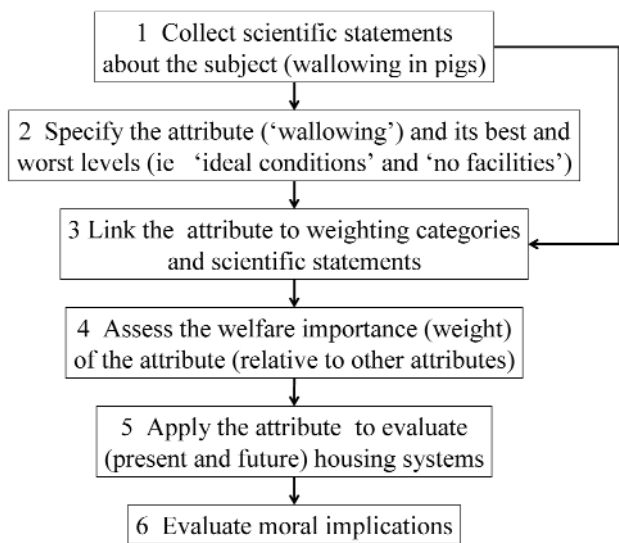 1 Collect scientific statements
about the subject (wallowing in pigs)
2 Specify the attribute (‘wallowing’) and its best and
worst levels (ie ‘ideal conditions’ and ‘no facilities’)
3 Link the attribute to weighting categories
and scientific statements
4 Assess the welfare importance (weight)
of the attribute (relative to other attributes)
5 Apply the attribute to evaluate
(present and future) housing systems
6 Evaluate moral implications